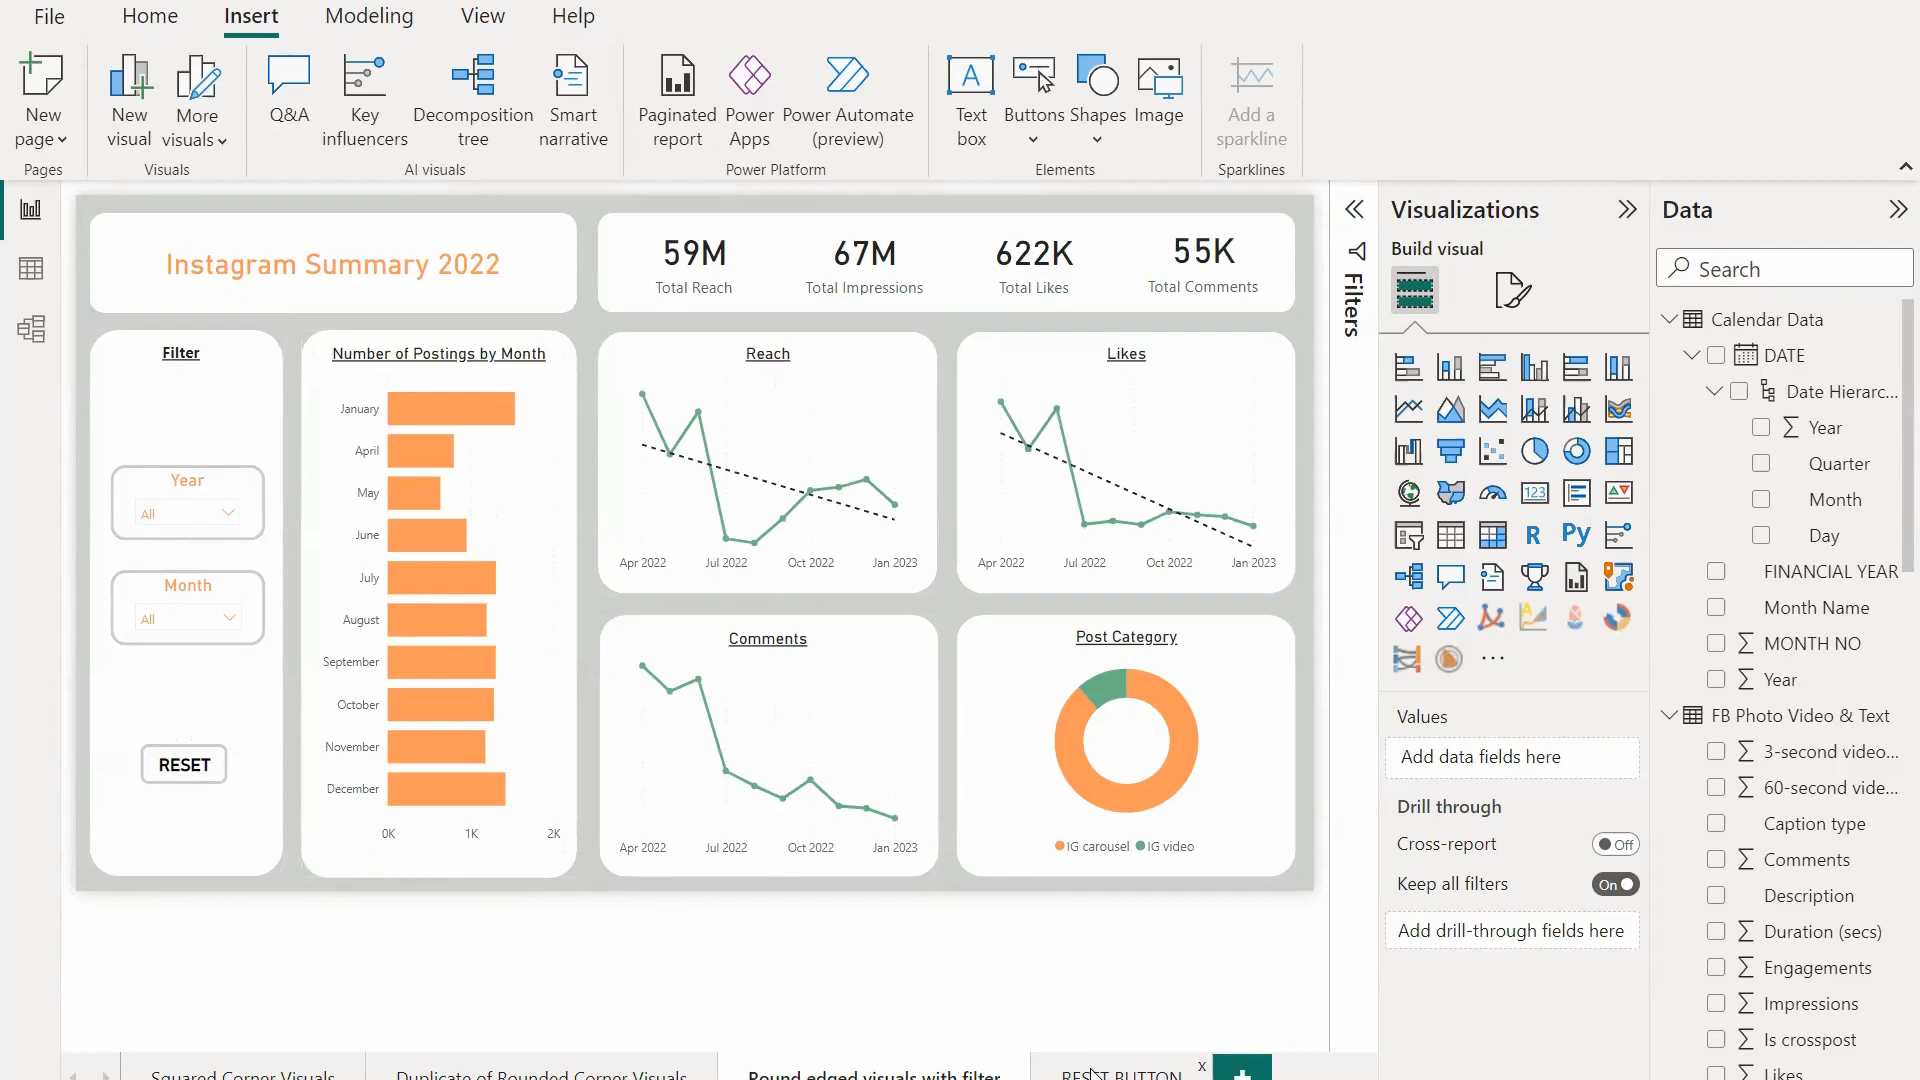 File Home Insert Modeling View Help
New page
New visual
More visuals
Q&A
Key influencers
Decomposition tree
Smart narrative
Paginated report
Power Apps
Power Automate (preview)
Text box
Buttons
Shapes
Image
Add a sparkline
Pages Visuals AI visuals Power Platform Elements Sparklines
Instagram Summary 2022
59M 67M 622K 55K
Total Reach Total Impressions Total Likes Total Comments
Filter
Year
All
Month
All
RESET
Number of Postings by Month
January
April
May
June
July
August
September
October
November
December
0K 1K 2K
Reach
Apr 2022 Jul 2022 Oct 2022 Jan 2023
Likes
Apr 2022 Jul 2022 Oct 2022 Jan 2023
Comments
Apr 2022 Jul 2022 Oct 2022 Jan 2023
Post Category
IG carousel IG video
Filters
Visualizations
Build visual
123
R Py
...
Values
Add data fields here
Drill through
Cross-report Off
Keep all filters On
Add drill-through fields here
Data
Search
Calendar Data
DATE
Date Hierarc...
Year
Quarter
Month
Day
FINANCIAL YEAR
Month Name
MONTH NO
Year
FB Photo Video & Text
3-second video...
60-second vide...
Caption type
Comments
Description
Duration (secs)
Engagements
Impressions
Is crosspost
Likes
Squared Corner Visuals Duplicate of Rounded Corner Visuals Round edged visuals with filter RESET BUTTON x